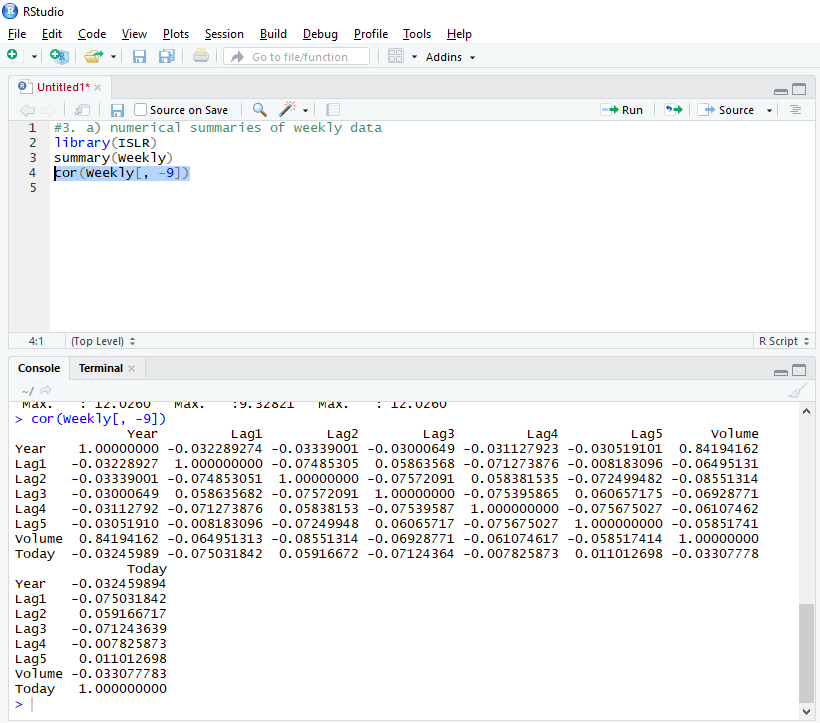 RStudio
File Edit Code View Plots Session Build Debug Profile Tools Help
Go to file/function Addins
Untitled1*
Source on Save Run Source
1 #3. a) numerical summaries of weekly data
2 library(ISLR)
3 summary(Weekly)
4 cor(Weekly[, -9])
5
4:1 (Top Level) R Script
Console Terminal
~/
Max. : 12.0260 Max. :9.32821 Max. : 12.0260
> cor(Weekly[, -9])
Year Lag1 Lag2 Lag3 Lag4 Lag5 Volume
Year 1.00000000 -0.032289274 -0.03339001 -0.03000649 -0.031127923 -0.030519101 0.84194162
Lag1 -0.03228927 1.000000000 -0.07485305 0.05863568 -0.071273876 -0.008183096 -0.06495131
Lag2 -0.03339001 -0.074853051 1.00000000 -0.07572091 0.058381535 -0.072499482 -0.08551314
Lag3 -0.03000649 0.058635682 -0.07572091 1.00000000 -0.075395865 0.060657175 -0.06928771
Lag4 -0.03112792 -0.071273876 0.05838153 -0.07539587 1.000000000 -0.075675027 -0.06107462
Lag5 -0.03051910 -0.008183096 -0.07249948 0.06065717 -0.075675027 1.000000000 -0.05851741
Volume 0.84194162 -0.064951313 -0.08551314 -0.06928771 -0.061074617 -0.058517414 1.00000000
Today -0.03245989 -0.075031842 0.05916672 -0.07124364 -0.007825873 0.011012698 -0.03307778
Today
Year -0.032459894
Lag1 -0.075031842
Lag2 0.059166717
Lag3 -0.071243639
Lag4 -0.007825873
Lag5 0.011012698
Volume -0.033077783
Today 1.000000000
>